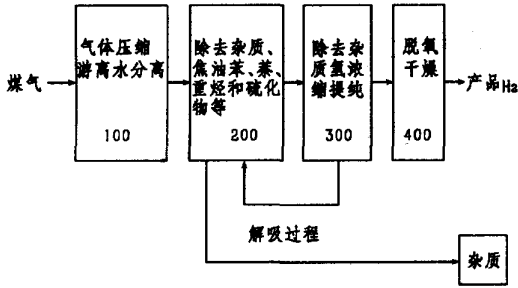 煤气
气体压缩
游离水分离
100
除去杂质、
焦油苯、萘、
重烃和硫化
物等
200
除去杂
质氢浓
缩提纯
300
脱氧
干燥
400
产品H₂
解吸过程
杂质